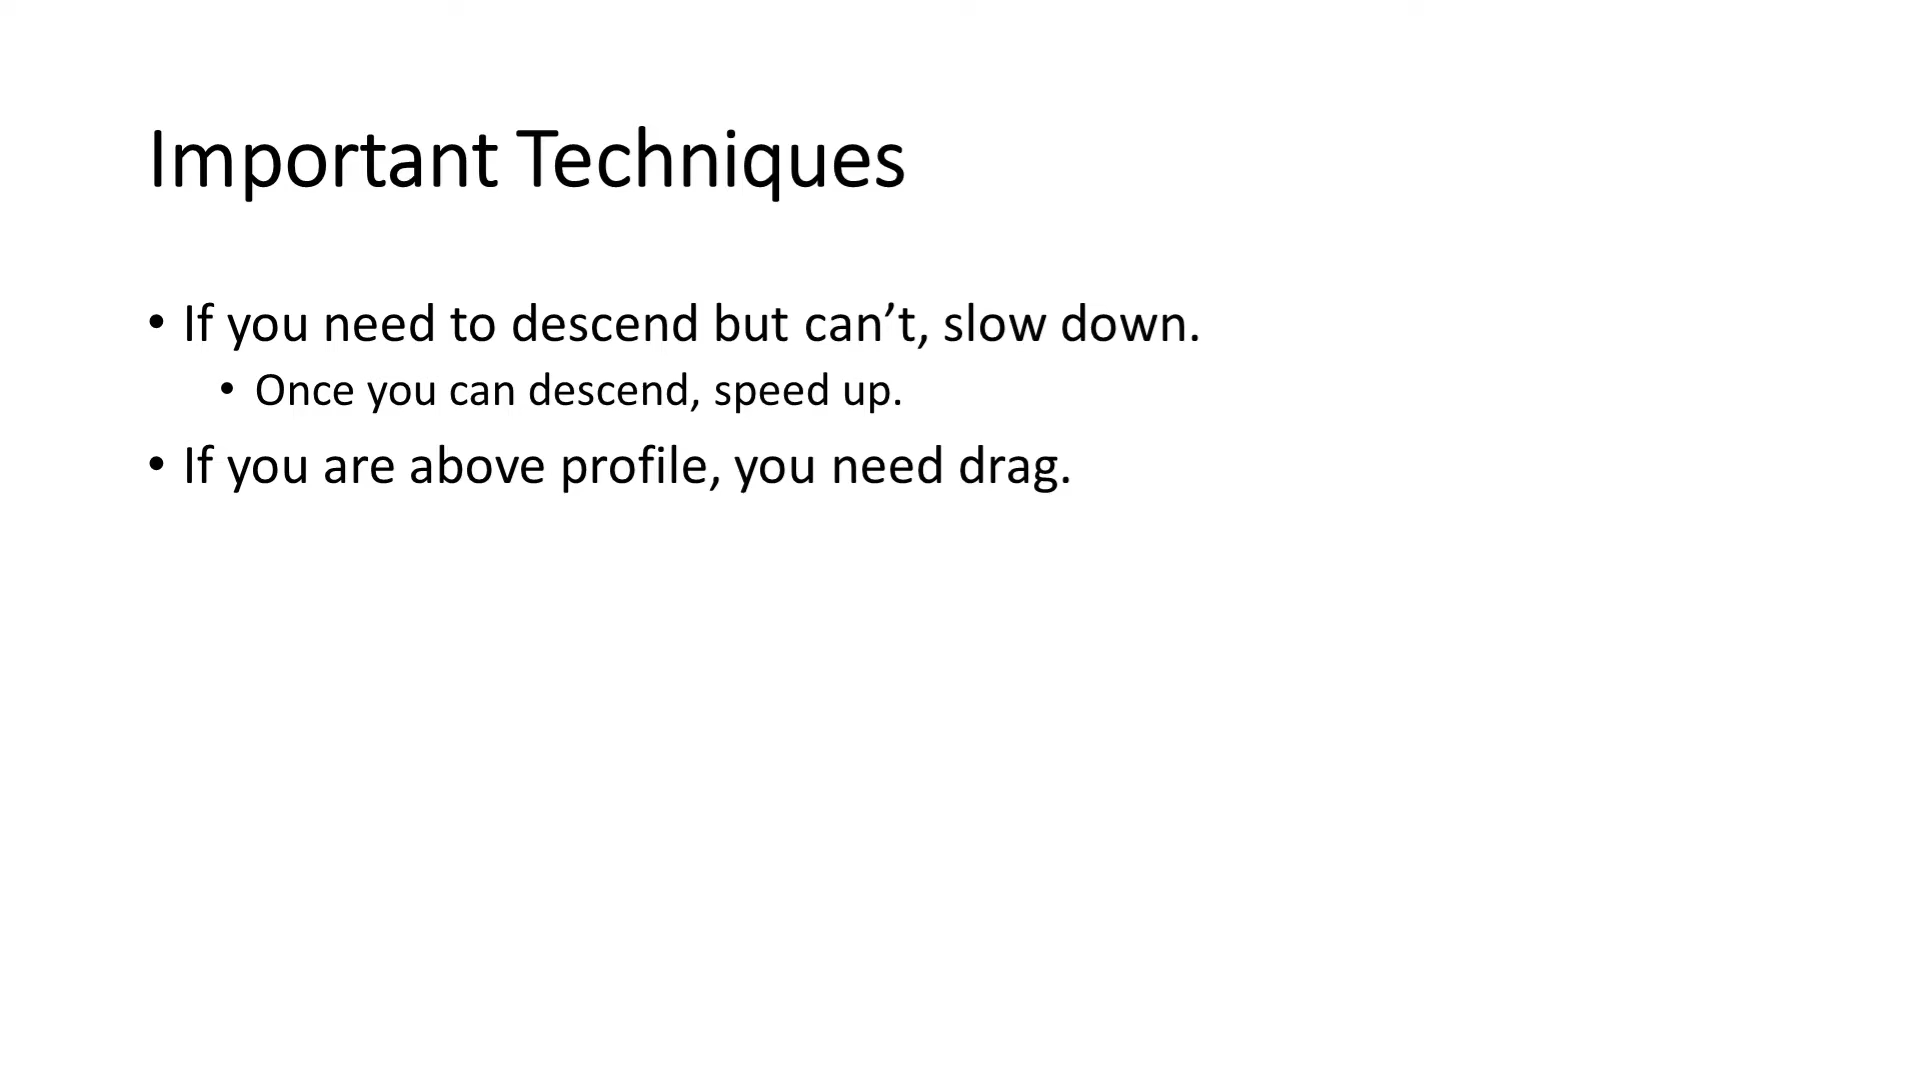 Important Techniques
• If you need to descend but can’t, slow down.
• Once you can descend, speed up.
• If you are above profile, you need drag.